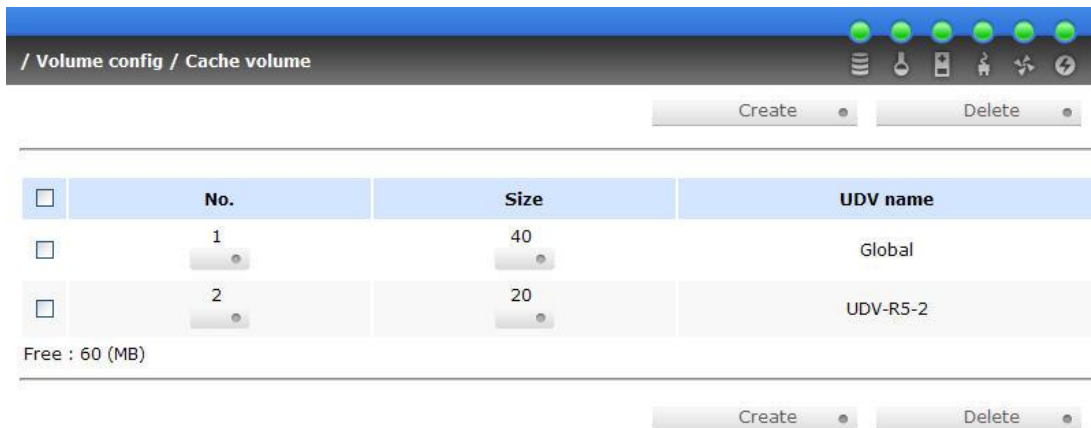 / Volume config / Cache volume
Create Delete
No. Size UDV name
1 40 Global
2 20 UDV-R5-2
Free : 60 (MB)
Create Delete